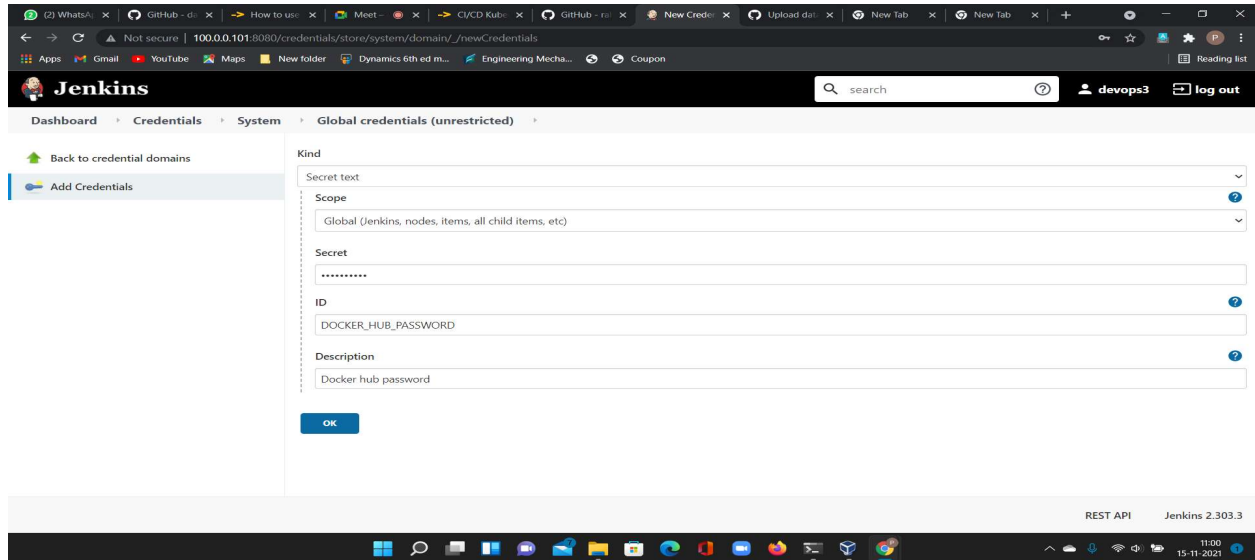 (2) WhatsA
GitHub - da
How to use
Meet –
CI/CD Kube
GitHub - ra
New Crede
Upload dat
New Tab
New Tab
Not secure | 100.0.0.101:8080/credentials/store/system/domain/_/newCredentials
P
Apps
Gmail
YouTube
Maps
New folder
Dynamics 6th ed m...
Engineering Mecha...
Coupon
Reading list
Jenkins
search
devops3
log out
Dashboard
Credentials
System
Global credentials (unrestricted)
Back to credential domains
Add Credentials
Kind
Secret text
Scope
Global (Jenkins, nodes, items, all child items, etc)
Secret
••••••••••
ID
DOCKER_HUB_PASSWORD
Description
Docker hub password
OK
REST API
Jenkins 2.303.3
11:00
15-11-2021